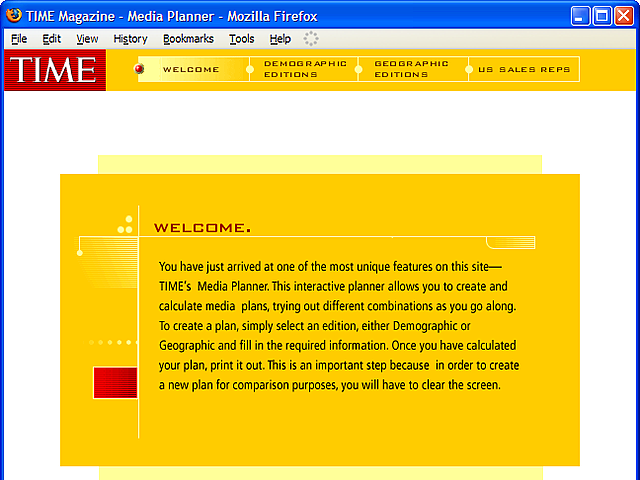 TIME Magazine - Media Planner - Mozilla Firefox
File Edit View History Bookmarks Tools Help
TIME
WELCOME
DEMOGRAPHIC
EDITIONS
GEOGRAPHIC
EDITIONS
US SALES REPS
WELCOME.
You have just arrived at one of the most unique features on this site—
TIME's Media Planner. This interactive planner allows you to create and
calculate media plans, trying out different combinations as you go along.
To create a plan, simply select an edition, either Demographic or
Geographic and fill in the required information. Once you have calculated
your plan, print it out. This is an important step because in order to create
a new plan for comparison purposes, you will have to clear the screen.